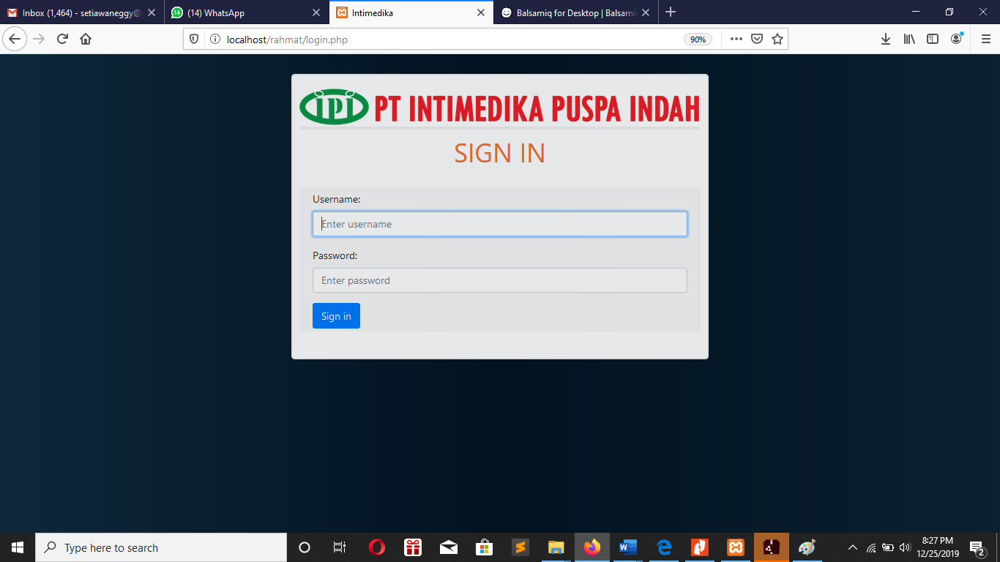 Inbox (1,464) - setiawaneggy@
(14) WhatsApp
Intimedika
Balsamiq for Desktop | Balsami
localhost/rahmat/login.php
90%
IPI PT INTIMEDIKA PUSPA INDAH
SIGN IN
Username:
Enter username
Password:
Enter password
Sign in
Type here to search
8:27 PM
12/25/2019
2